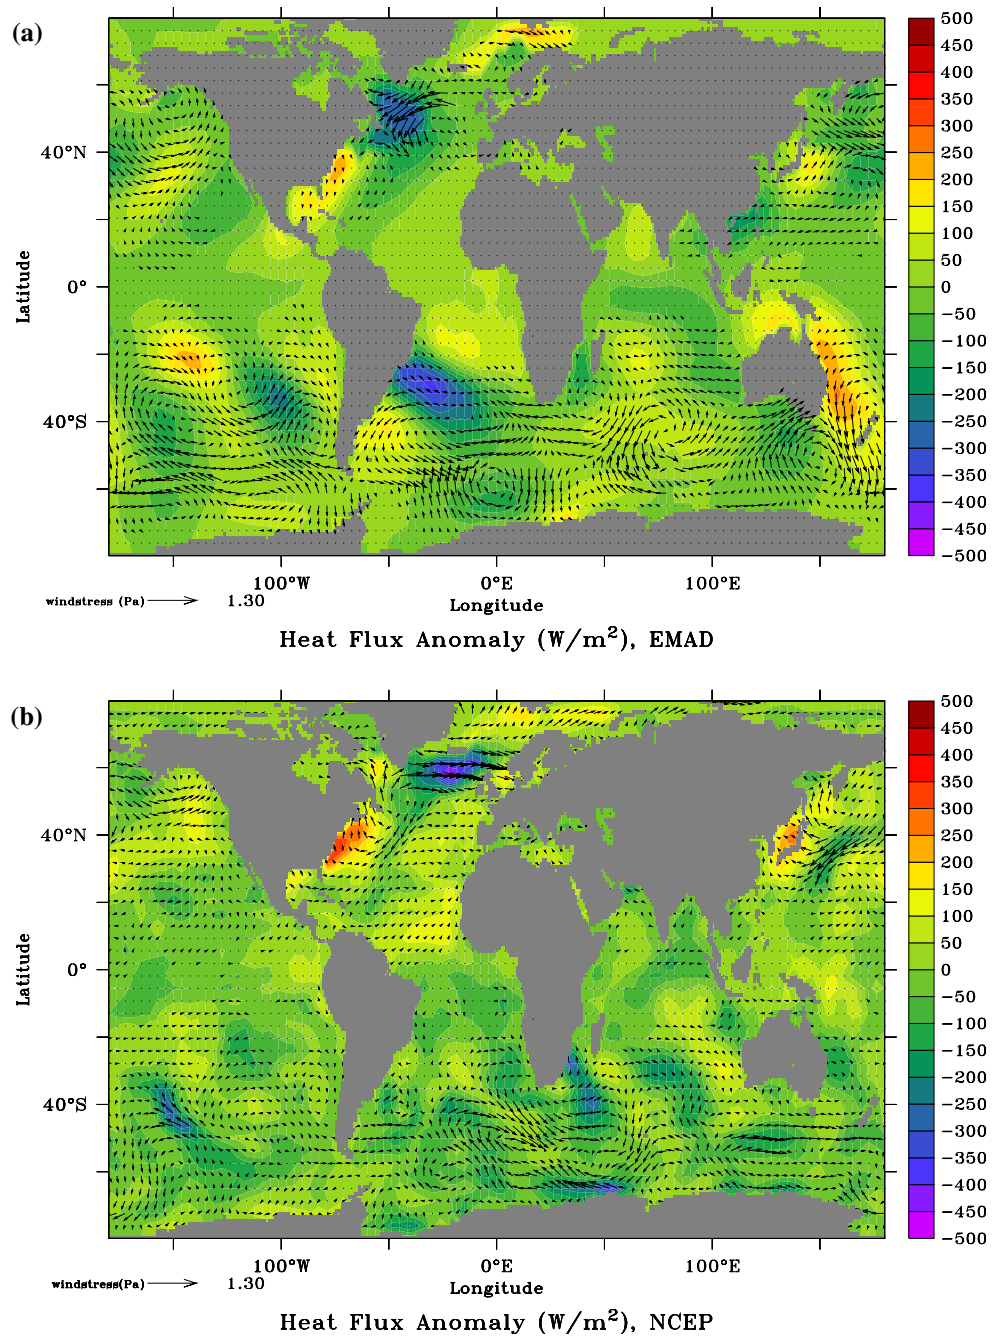 (a)
500
450
400
350
300
250
200
150
100
50
0
−50
−100
−150
−200
−250
−300
−350
−400
−450
−500
40°N
0°
40°S
Latitude
100°W 0°E 100°E
windstress (Pa) 1.30
Longitude
Heat Flux Anomaly (W/m²), EMAD
(b)
500
450
400
350
300
250
200
150
100
50
0
−50
−100
−150
−200
−250
−300
−350
−400
−450
−500
40°N
0°
40°S
Latitude
100°W 0°E 100°E
windstress(Pa) 1.30
Longitude
Heat Flux Anomaly (W/m²), NCEP